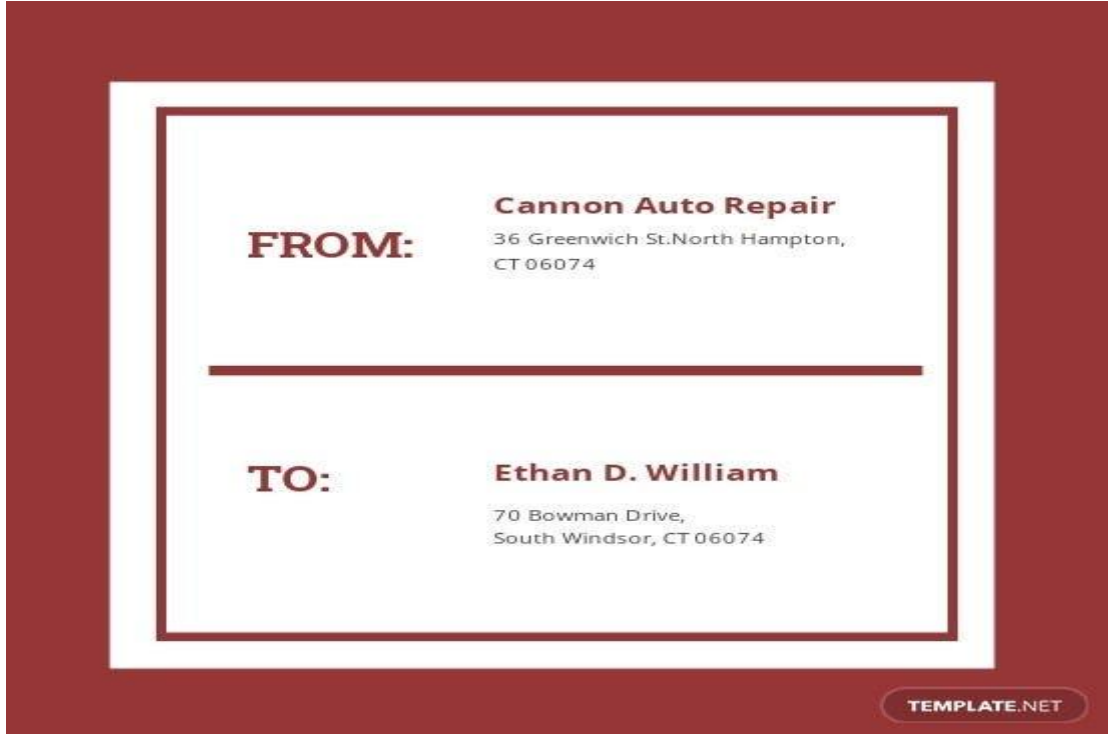 FROM:
Cannon Auto Repair
36 Greenwich St.North Hampton,
CT 06074
TO:
Ethan D. William
70 Bowman Drive,
South Windsor, CT 06074
TEMPLATE.NET